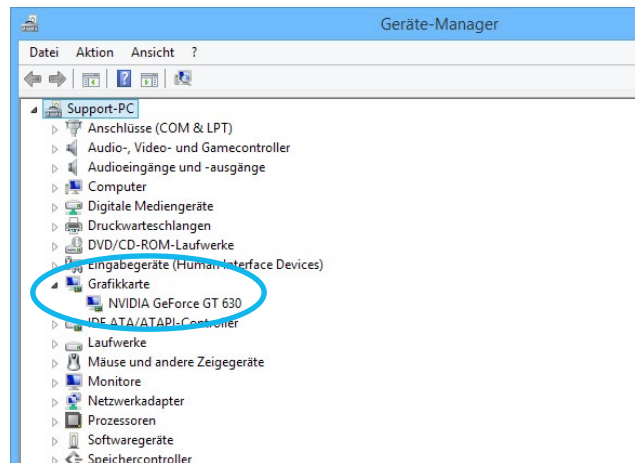 Geräte-Manager
Datei Aktion Ansicht ?
Support-PC
Anschlüsse (COM & LPT)
Audio-, Video- und Gamecontroller
Audioeingänge und -ausgänge
Computer
Digitale Mediengeräte
Druckwarteschlangen
DVD/CD-ROM-Laufwerke
Eingabegeräte (Human Interface Devices)
Grafikkarte
NVIDIA GeForce GT 630
IDE ATA/ATAPI-Controller
Laufwerke
Mäuse und andere Zeigegeräte
Monitore
Netzwerkadapter
Prozessoren
Softwaregeräte
Speichercontroller